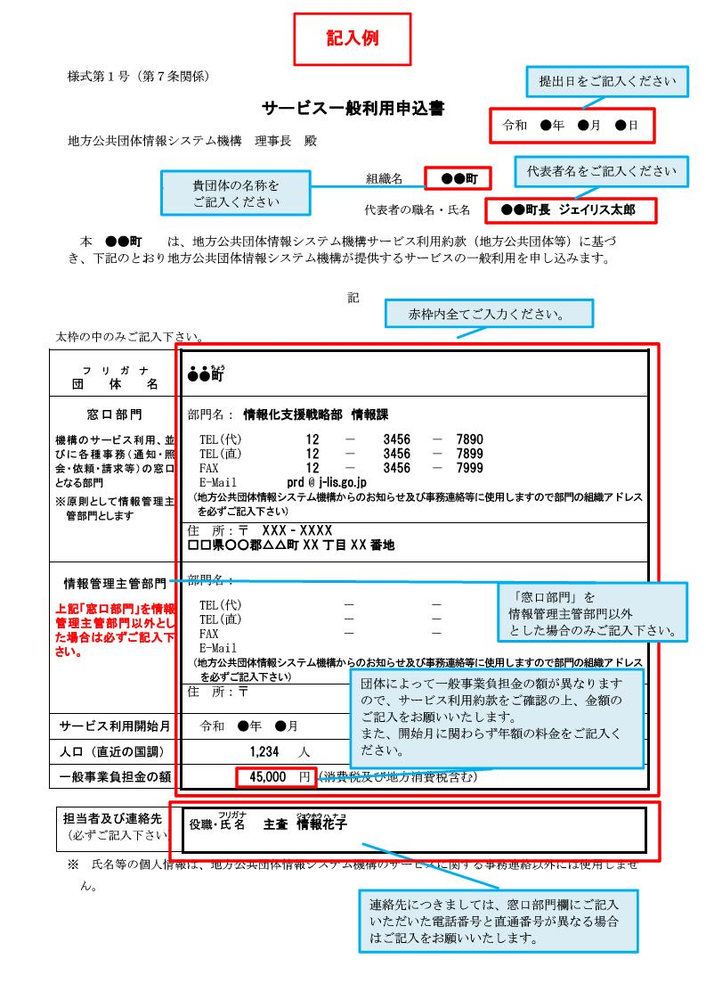 記入例
様式第１号（第７条関係）
提出日をご記入ください
サービス一般利用申込書
令和　●年　●月　●日
地方公共団体情報システム機構　理事長　殿
代表者名をご記入ください
貴団体の名称を
ご記入ください
組織名　●●町
代表者の職名・氏名　●●町長　ジェイリス太郎
本　●●町　は、地方公共団体情報システム機構サービス利用約款（地方公共団体等）に基づ
き、下記のとおり地方公共団体情報システム機構が提供するサービスの一般利用を申し込みます。
記
赤枠内全てご入力ください。
太枠の中のみご記入下さい。
フリガナ
団体名
ちょう
●●町
窓口部門
機構のサービス利用、並
びに各種事務（通知・照
会・依頼・請求等）の窓口
となる部門
※原則として情報管理主
管部門とします
部門名：　情報化支援戦略部　情報課
TEL(代)　12　－　3456　－　7890
TEL(直)　12　－　3456　－　7899
FAX　12　－　3456　－　7999
E-Mail　prd @ j-lis.go.jp
（地方公共団体情報システム機構からのお知らせ及び事務連絡等に使用しますので部門の組織アドレス
を必ずご記入下さい）
住　所：〒　XXX - XXXX
□□県○○郡△△町 XX 丁目 XX 番地
情報管理主管部門
上記「窓口部門」を情報
管理主管部門以外とし
た場合は必ずご記入下
さい。
部門名：
TEL(代)　－　－
TEL(直)　－　－
FAX　－　－
E-Mail
（地方公共団体情報システム機構からのお知らせ及び事務連絡等に使用しますので部門の組織アドレス
を必ずご記入下さい）
住　所：〒
「窓口部門」を
情報管理主管部門以外
とした場合のみご記入下さい。
団体によって一般事業負担金の額が異なります
ので、サービス利用約款をご確認の上、金額の
ご記入をお願いいたします。
また、開始月に関わらず年額の料金をご記入く
ださい。
サービス利用開始月　令和　●年　●月
人口（直近の国調）　1,234　人
一般事業負担金の額　45,000　円　（消費税及び地方消費税含む）
担当者及び連絡先
（必ずご記入下さい
フリガナ　ジョウホウハナコ
役職・氏名　主査　情報花子
※　氏名等の個人情報は、地方公共団体情報システム機構のサービスに関する事務連絡以外には使用しませ
ん。
連絡先につきましては、窓口部門欄にご記入
いただいた電話番号と直通番号が異なる場合
はご記入をお願いいたします。